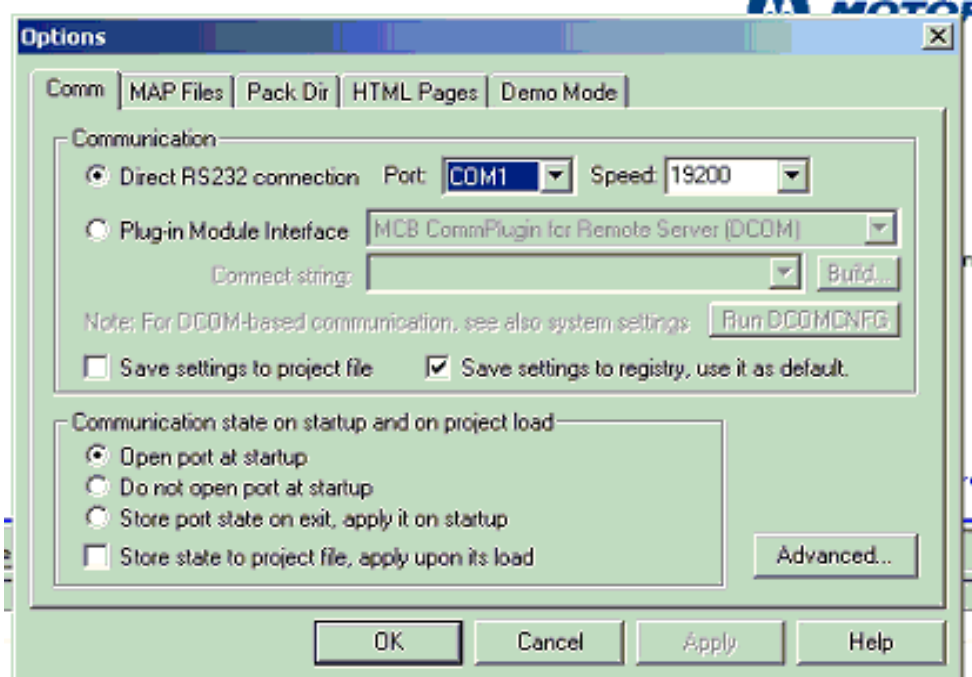 Options
Comm MAP Files Pack Dir HTML Pages Demo Mode
Communication
Direct RS232 connection Port: COM1 Speed: 19200
Plug-in Module Interface MCB CommPlugin for Remote Server (DCOM)
Connect string: Build...
Note: For DCOM-based communication, see also system settings Run DCOMCNFG
Save settings to project file Save settings to registry, use it as default.
Communication state on startup and on project load
Open port at startup
Do not open port at startup
Store port state on exit, apply it on startup
Store state to project file, apply upon its load
Advanced...
OK Cancel Apply Help